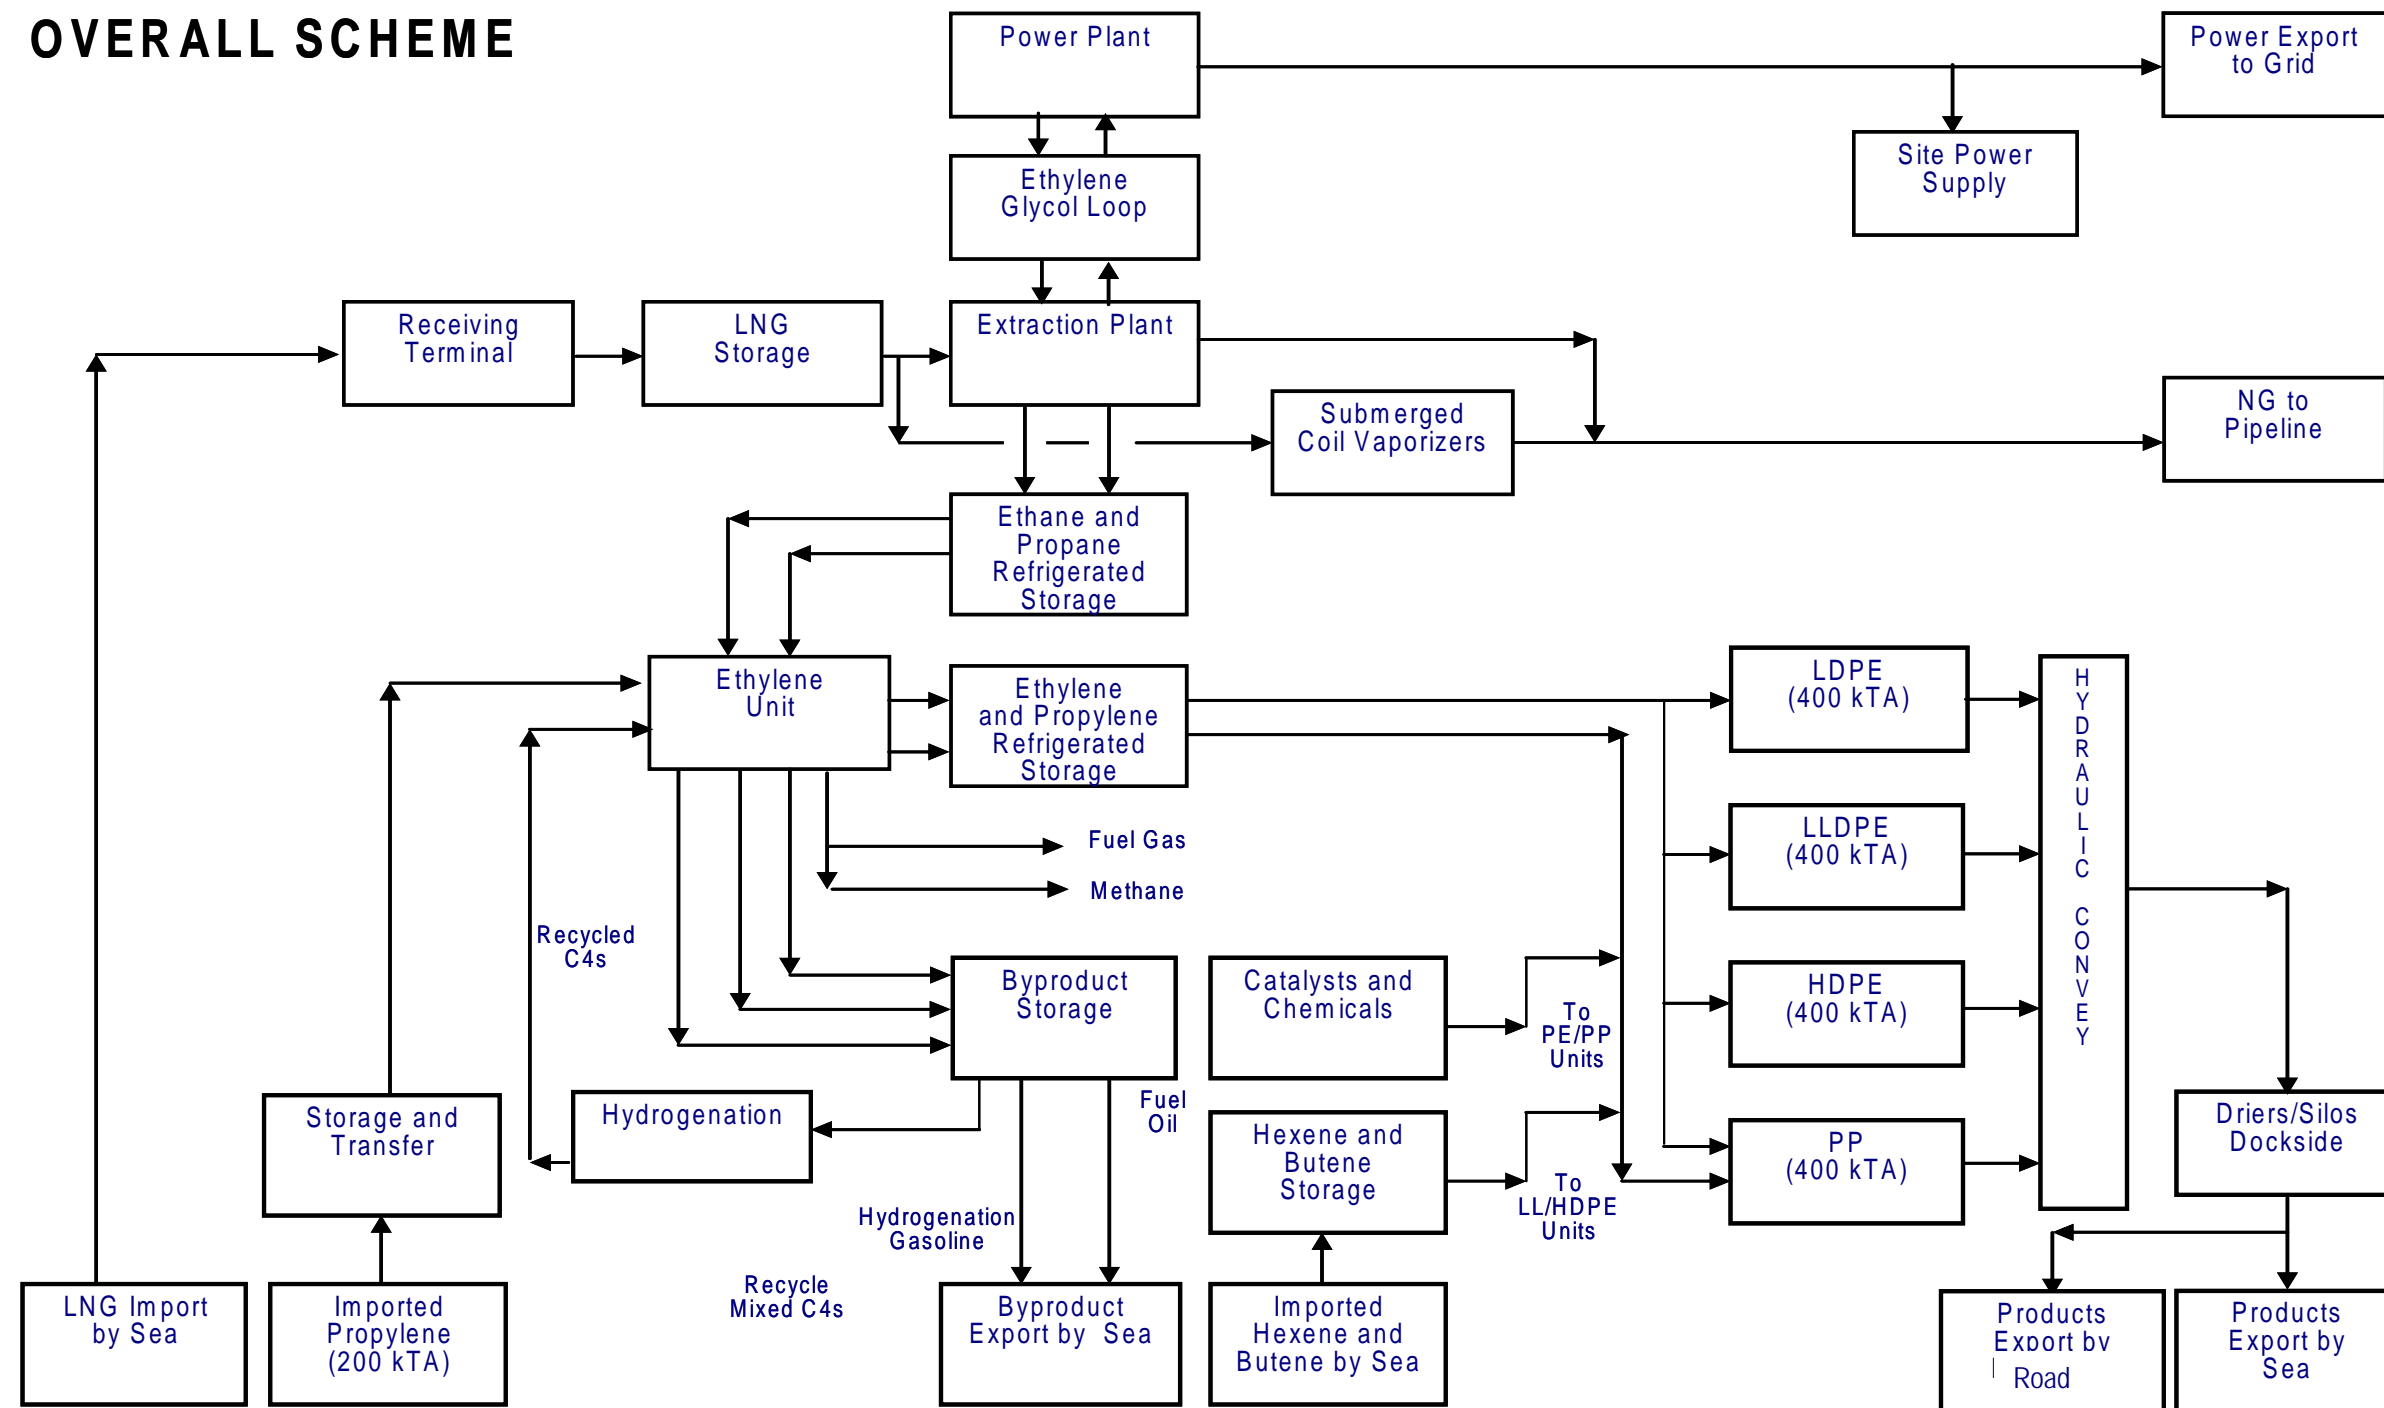 OVERALL SCHEME
Power Plant
Power Export
to Grid
Site Power
Supply
Ethylene
Glycol Loop
Receiving
Terminal
LNG
Storage
Extraction Plant
Submerged
Coil Vaporizers
NG to
Pipeline
Ethane and
Propane
Refrigerated
Storage
Ethylene
Unit
Ethylene
and Propylene
Refrigerated
Storage
LDPE
(400 kTA)
LLDPE
(400 kTA)
HDPE
(400 kTA)
PP
(400 kTA)
HYDRAULIC CONVEY
Fuel Gas
Methane
Recycled
C4s
Byproduct
Storage
Catalysts and
Chemicals
To
PE/PP
Units
Storage and
Transfer
Hydrogenation
Fuel
Oil
Hexene and
Butene
Storage
To
LL/HDPE
Units
Driers/Silos
Dockside
Hydrogenation
Gasoline
Recycle
Mixed C4s
LNG Import
by Sea
Imported
Propylene
(200 kTA)
Byproduct
Export by Sea
Imported
Hexene and
Butene by Sea
Products
Export by
Road
Products
Export by
Sea